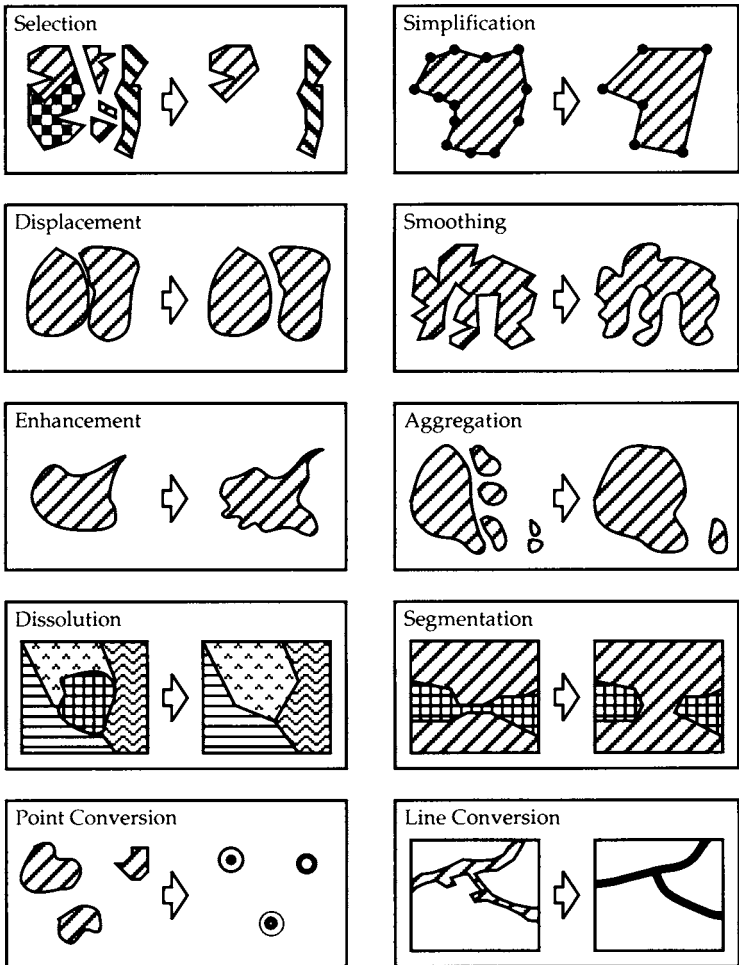 Selection
Simplification
Displacement
Smoothing
Enhancement
Aggregation
Dissolution
Segmentation
Point Conversion
Line Conversion